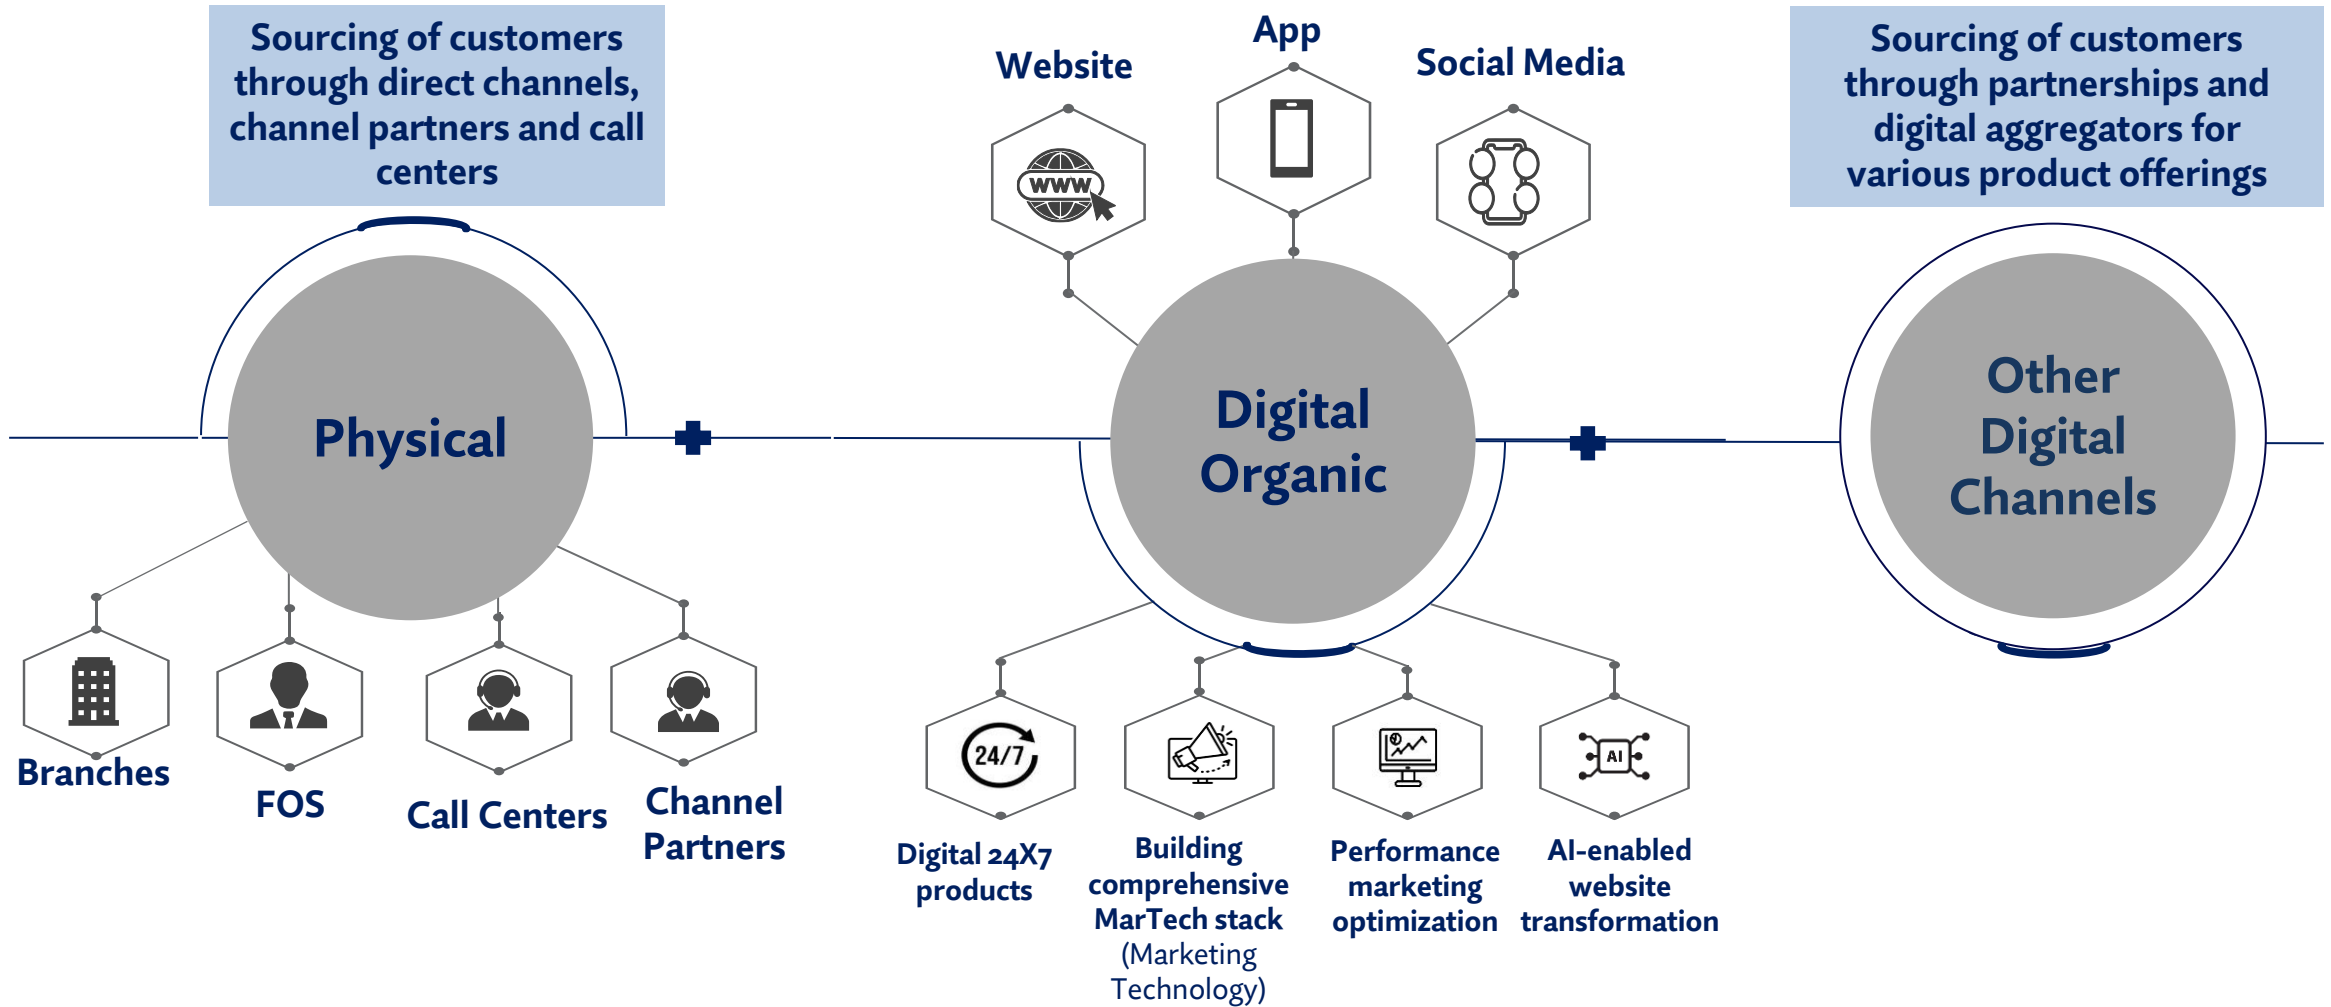 Sourcing of customers
through direct channels,
channel partners and call
centers
Physical
Branches
FOS
Call Centers
Channel
Partners
Website
App
Social Media
WWW
Digital
Organic
24/7
AI
Digital 24X7
products
Building
comprehensive
MarTech stack
(Marketing
Technology)
Performance
marketing
optimization
AI-enabled
website
transformation
Sourcing of customers
through partnerships and
digital aggregators for
various product offerings
Other
Digital
Channels